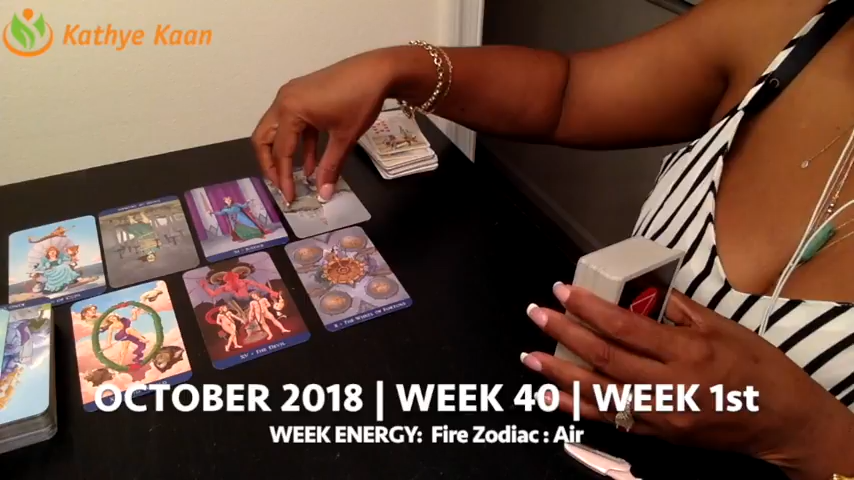 Kathye Kaan
XV • THE DEVIL
X • THE WHEEL OF FORTUNE
OCTOBER 2018 | WEEK 40 | WEEK 1st
WEEK ENERGY: Fire Zodiac : Air